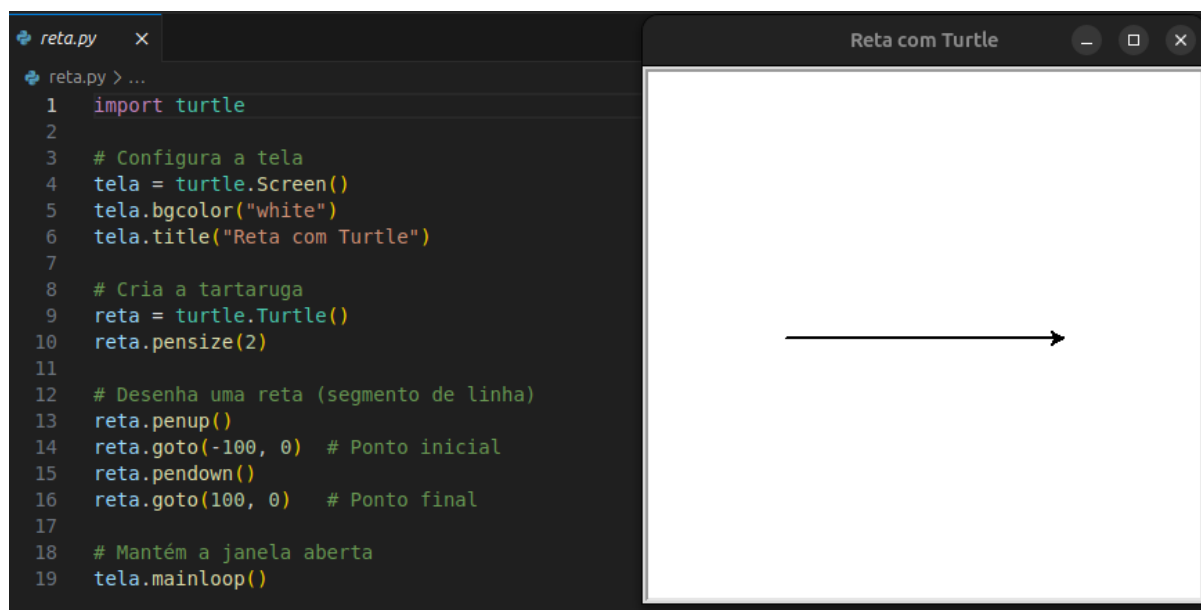 reta.py
reta.py > ...
1 import turtle
2
3 # Configura a tela
4 tela = turtle.Screen()
5 tela.bgcolor("white")
6 tela.title("Reta com Turtle")
7
8 # Cria a tartaruga
9 reta = turtle.Turtle()
10 reta.pensize(2)
11
12 # Desenha uma reta (segmento de linha)
13 reta.penup()
14 reta.goto(-100, 0)  # Ponto inicial
15 reta.pendown()
16 reta.goto(100, 0)   # Ponto final
17
18 # Mantém a janela aberta
19 tela.mainloop()
Reta com Turtle